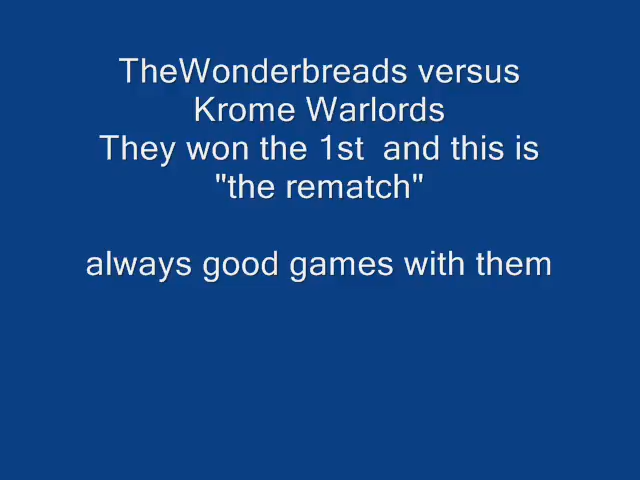 TheWonderbreads versus
Krome Warlords
They won the 1st  and this is
"the rematch"
always good games with them